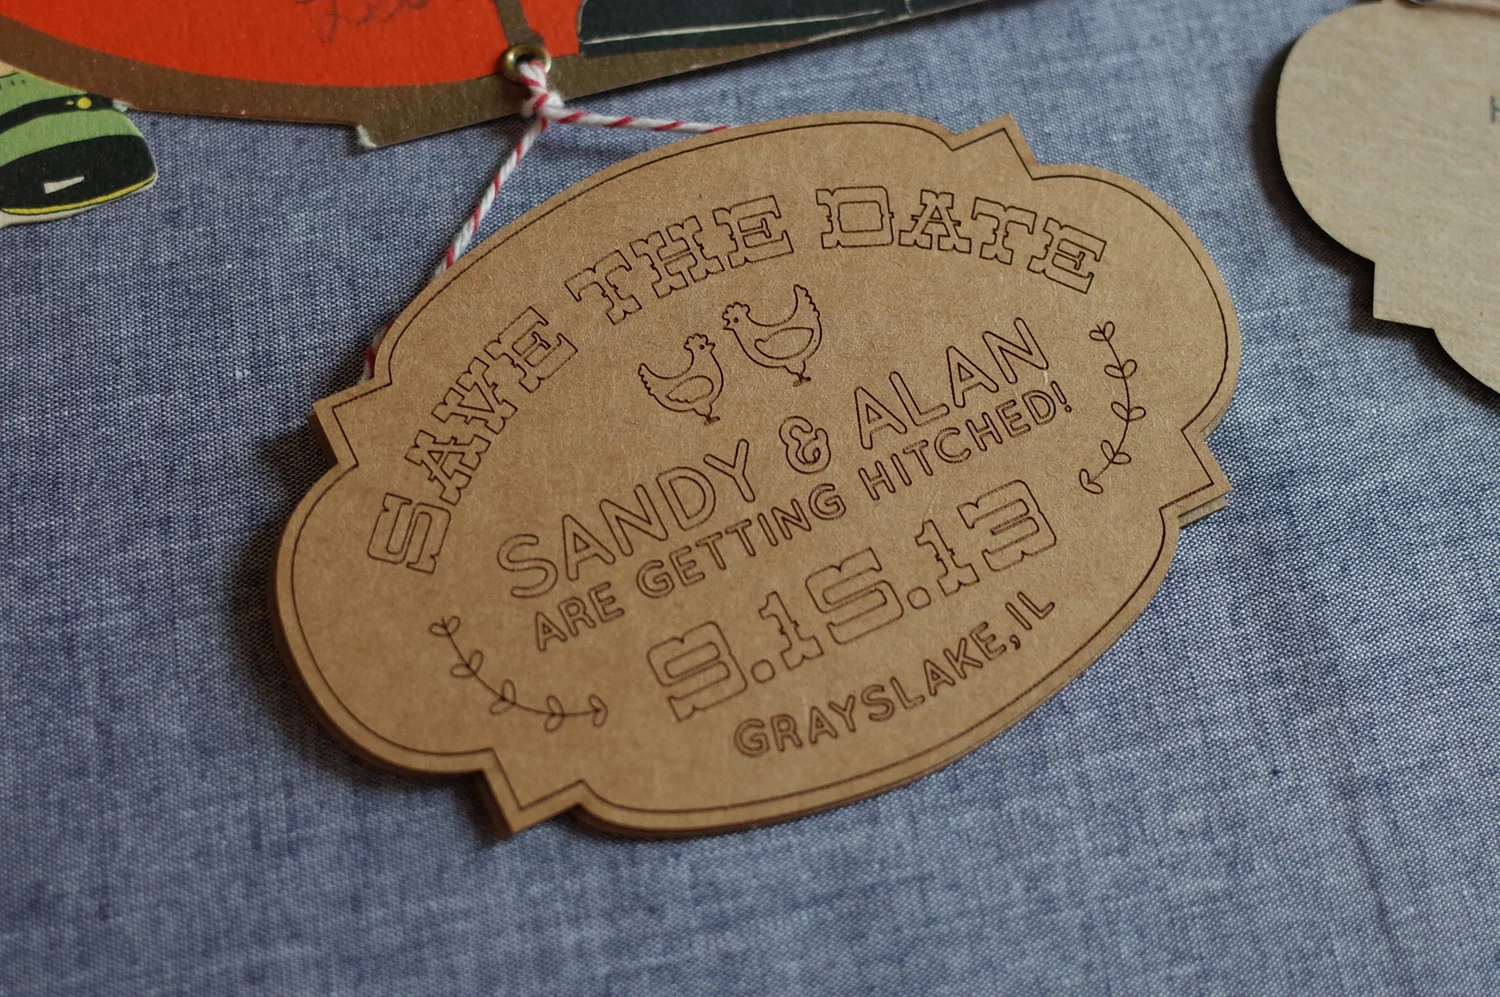 SAVE THE DATE
SANDY & ALAN
ARE GETTING HITCHED!
9.15.13
GRAYSLAKE, IL